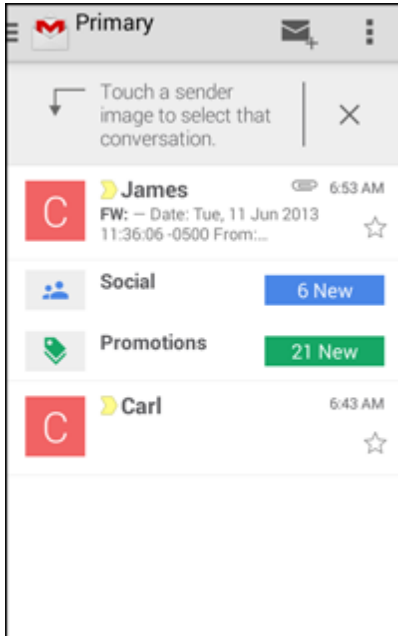 Primary
Touch a sender
image to select that
conversation.
C
James
6:53 AM
FW: – Date: Tue, 11 Jun 2013
11:36:06 -0500 From:...
Social
6 New
Promotions
21 New
C
Carl
6:43 AM